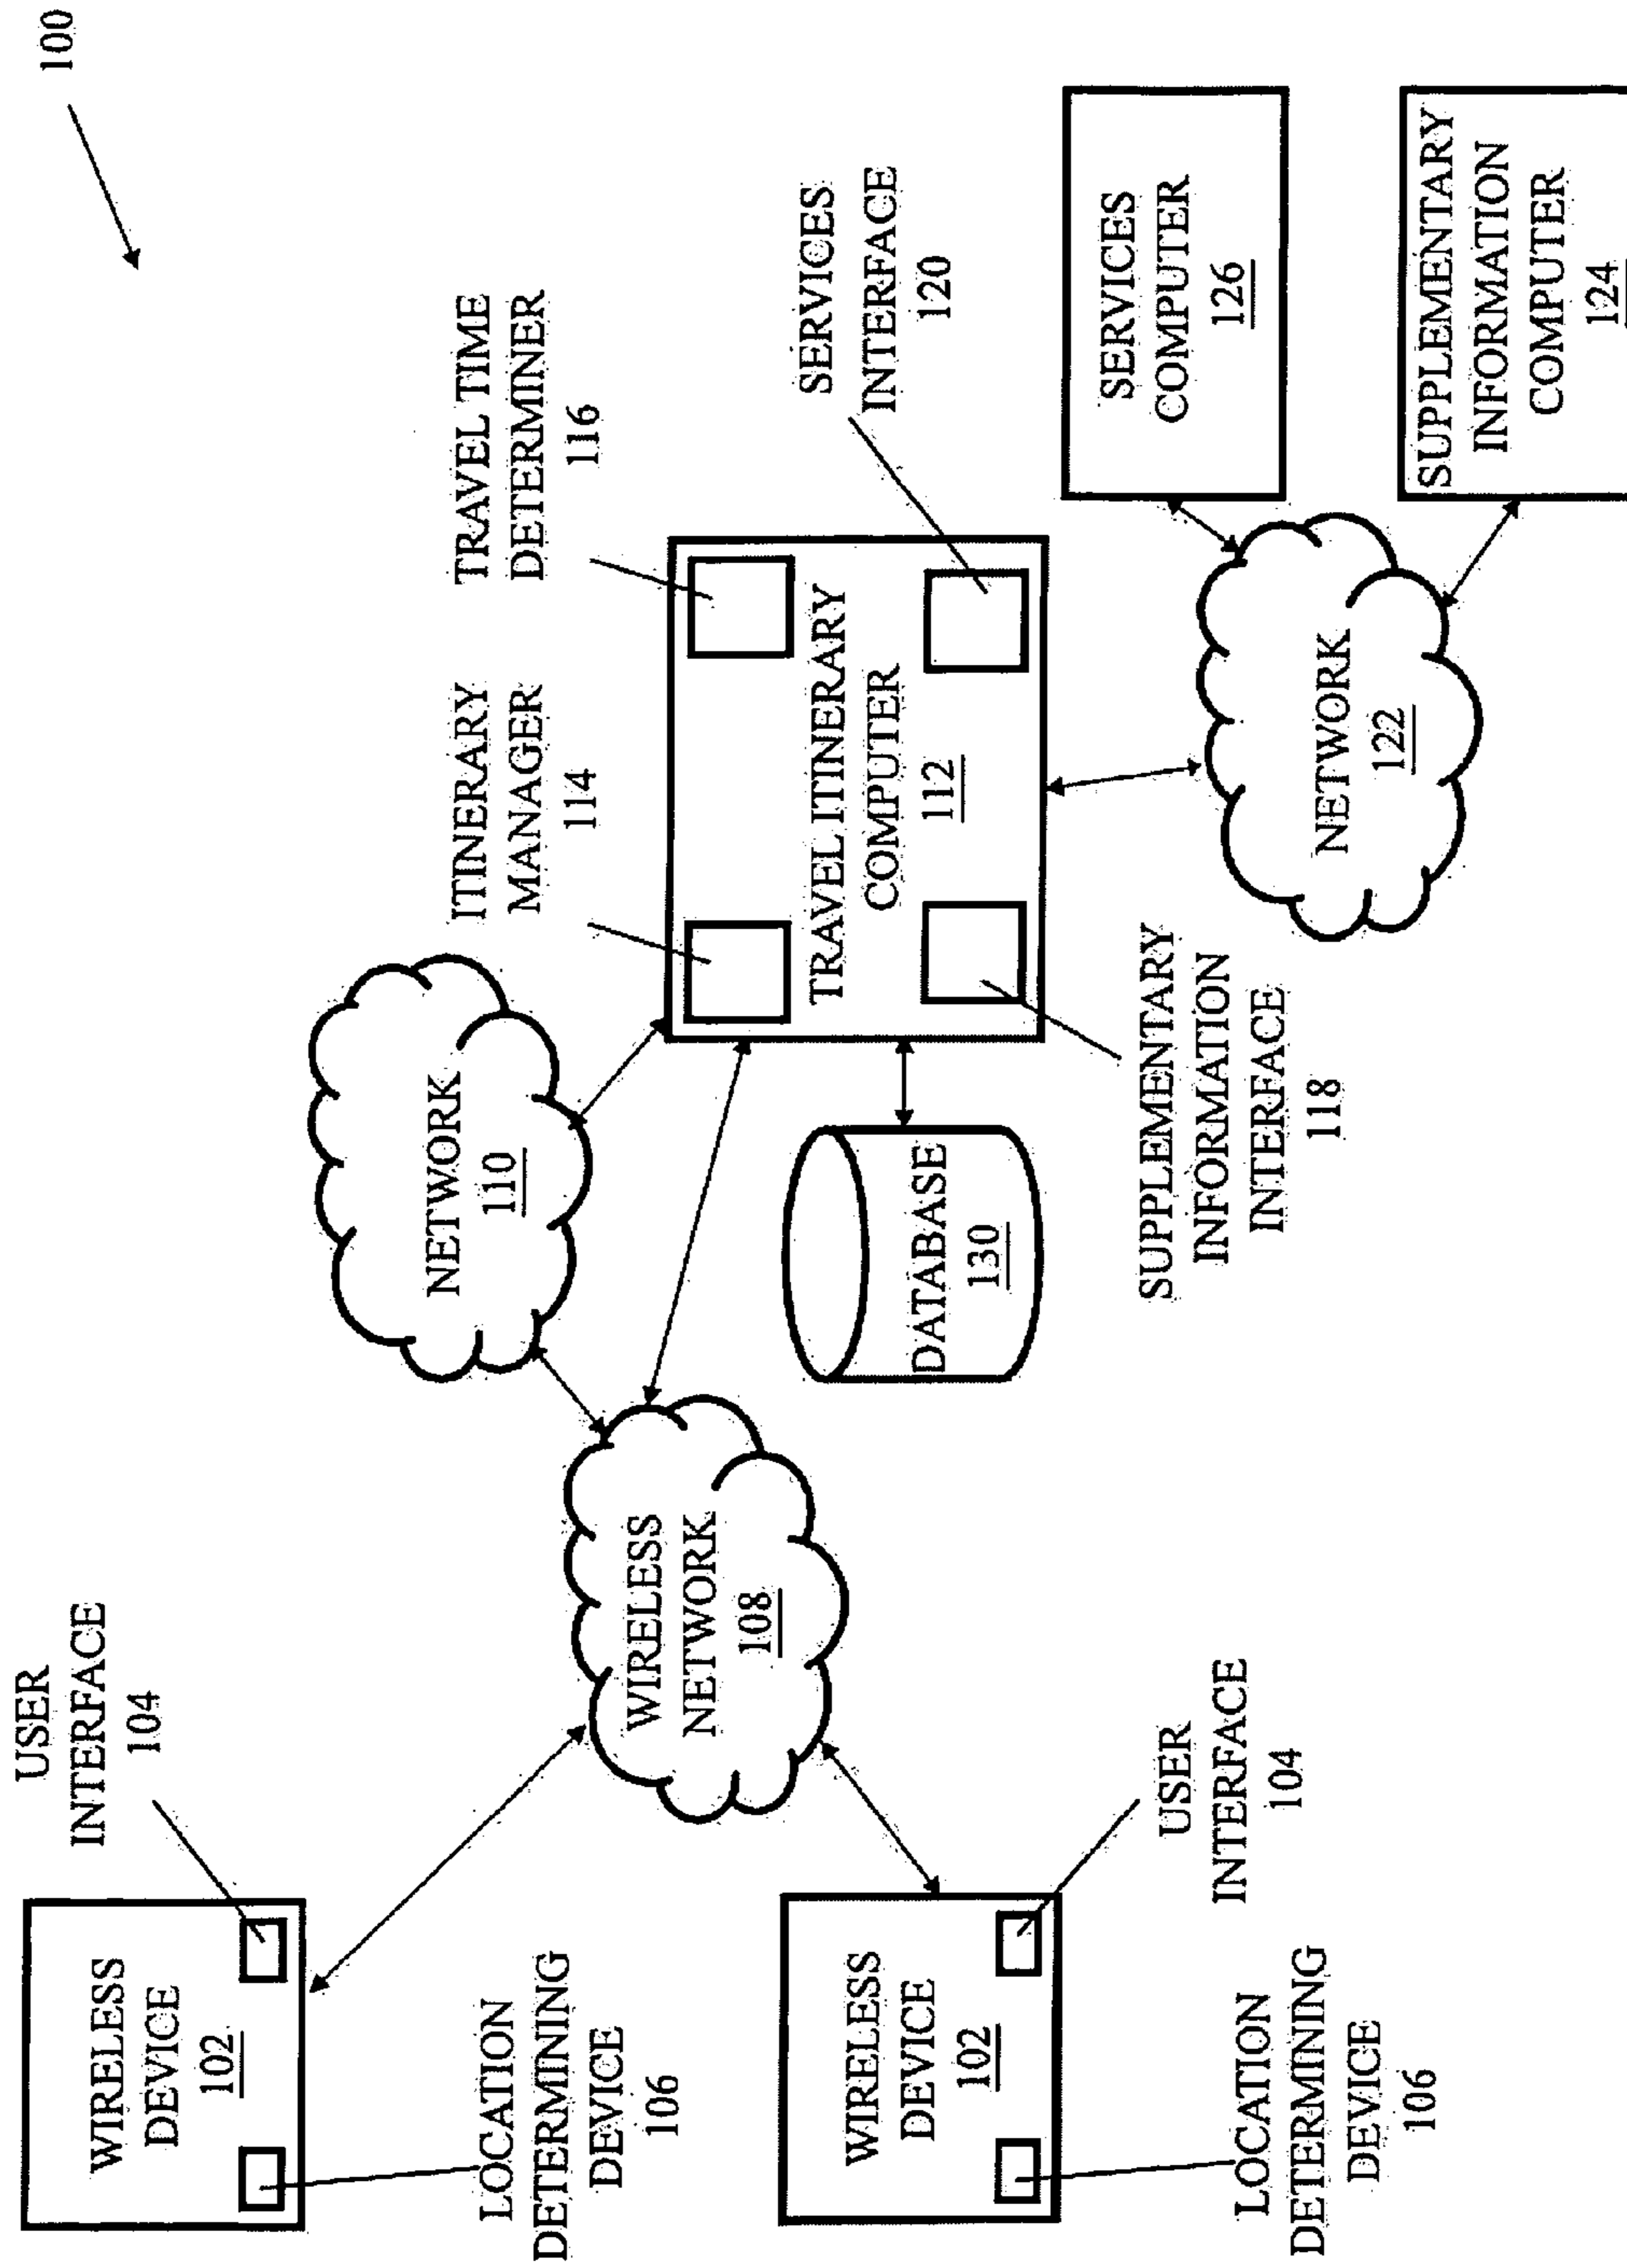 100
USER
INTERFACE
104
WIRELESS
DEVICE
102
LOCATION
DETERMINING
DEVICE
106
NETWORK
110
ITINERARY
MANAGER
114
TRAVEL TIME
DETERMINER
116
WIRELESS
NETWORK
108
TRAVEL ITINERARY
COMPUTER
112
SERVICES
INTERFACE
120
DATABASE
130
WIRELESS
DEVICE
102
USER
INTERFACE
104
LOCATION
DETERMINING
DEVICE
106
SUPPLEMENTARY
INFORMATION
INTERFACE
118
NETWORK
122
SERVICES
COMPUTER
126
SUPPLEMENTARY
INFORMATION
COMPUTER
124